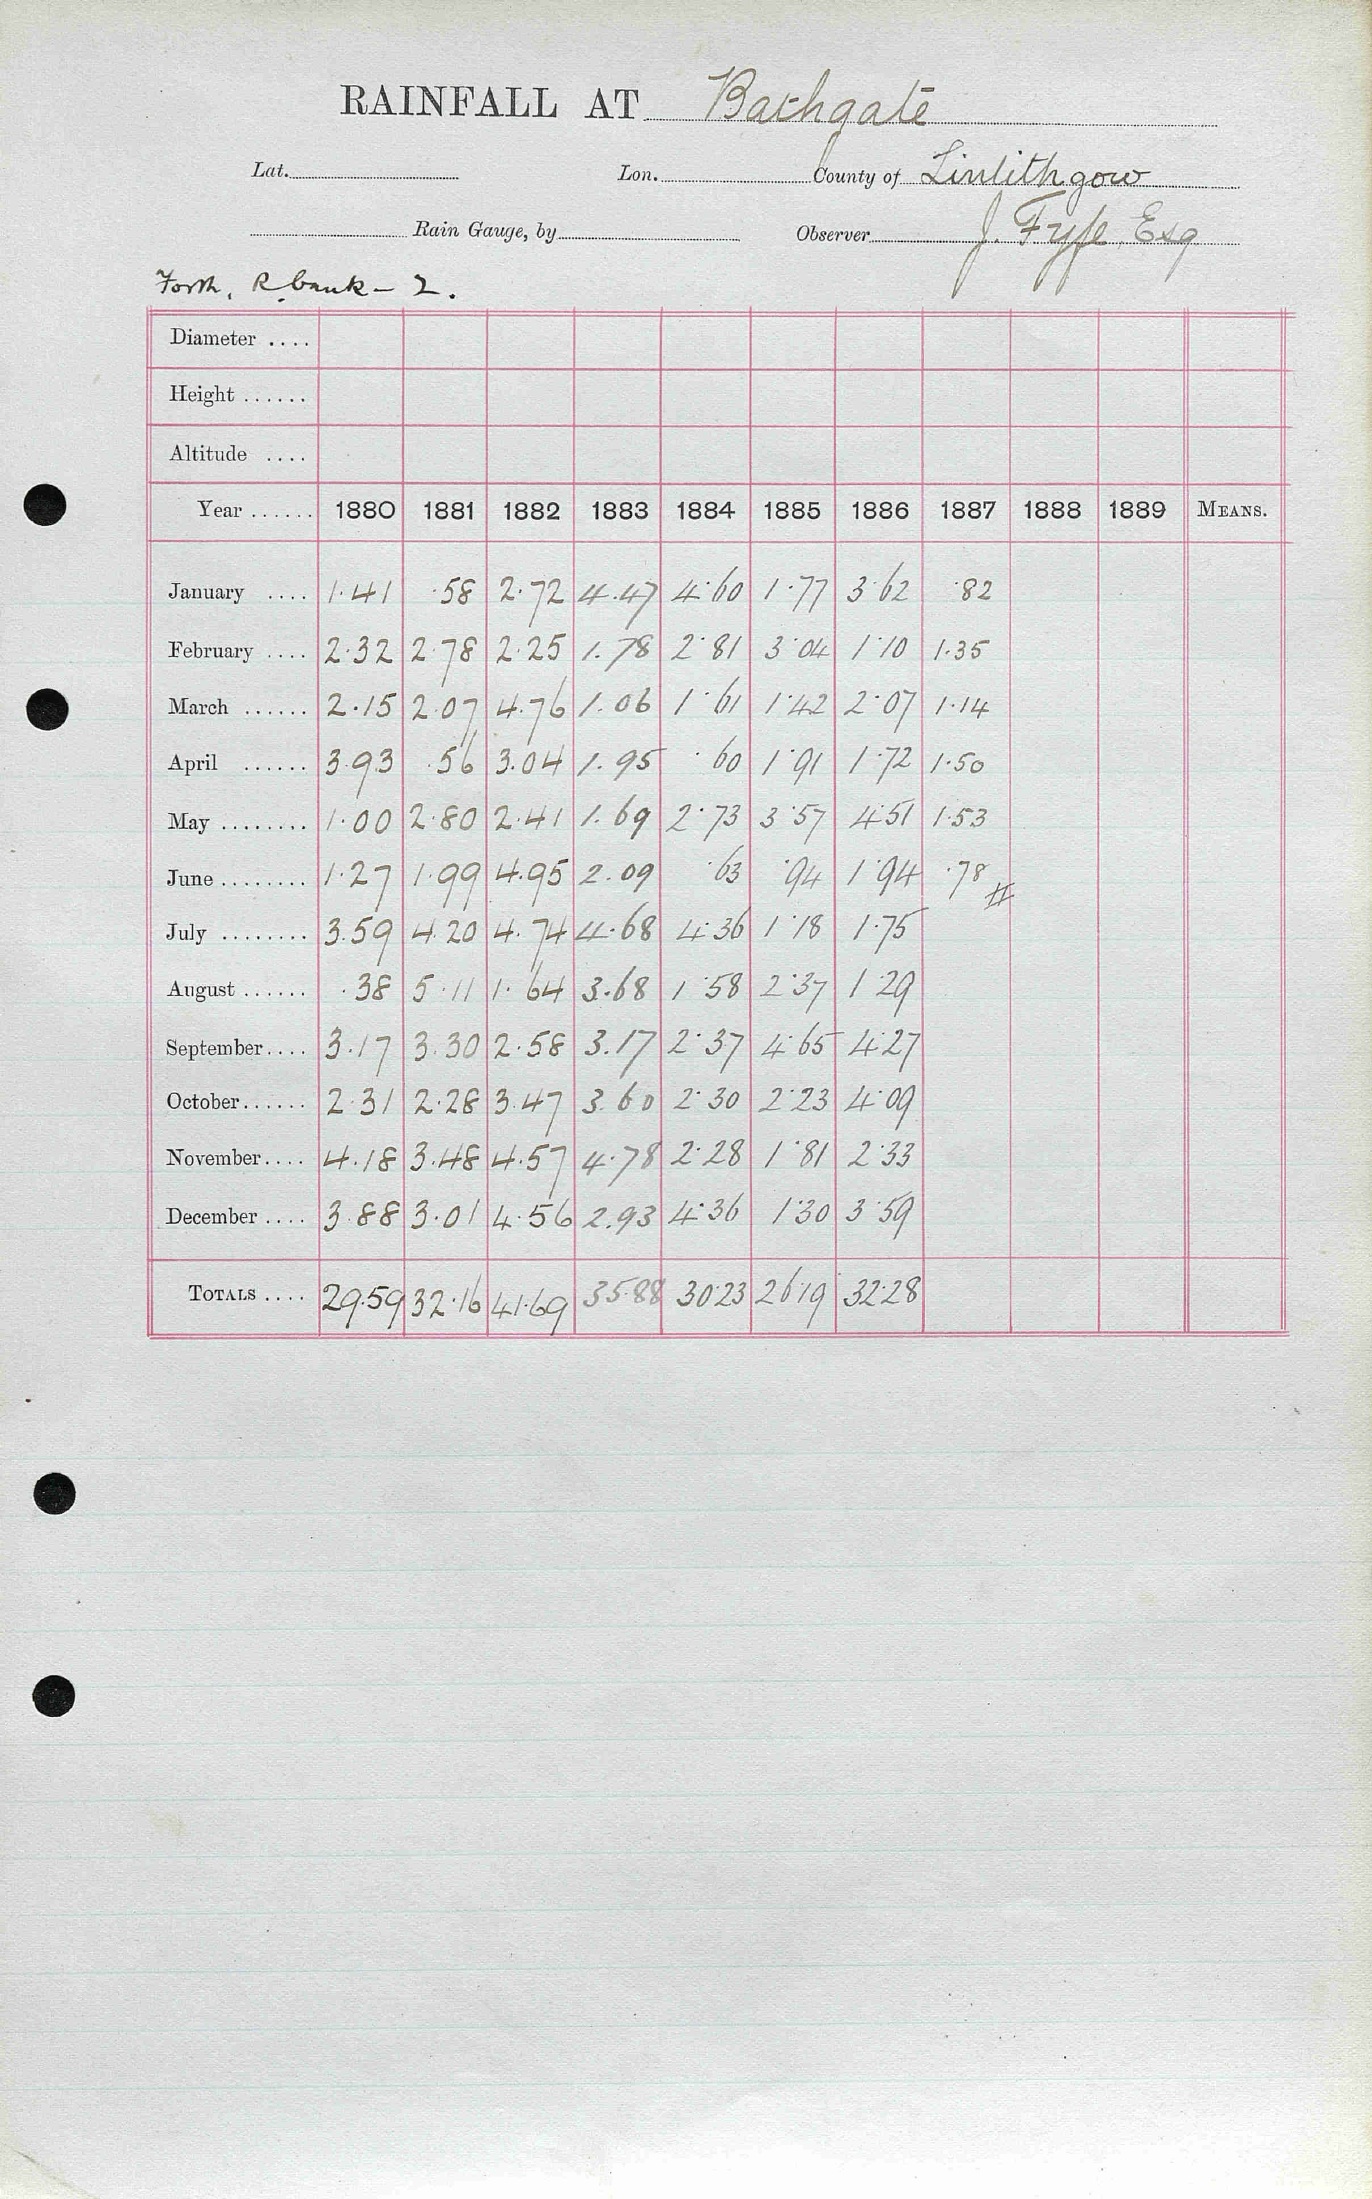 RAINFALL AT Bathgate
Lat. Lon. County of Linlithgow
Rain Gauge, by Observer J. Fyfe, Esq
Forth, R. bank - 2.
Diameter ....
Height ......
Altitude ....
Year ...... 1880 1881 1882 1883 1884 1885 1886 1887 1888 1889 MEANS.
January .... 1.41 .58 2.72 4.47 4.60 1.77 3.62 .82
February .... 2.32 2.78 2.25 1.78 2.81 3.04 1.10 1.35
March ...... 2.15 2.07 4.76 1.06 1.61 1.42 2.07 1.14
April ...... 3.93 .56 3.04 1.95 .60 1.91 1.72 1.50
May ........ 1.00 2.80 2.41 1.69 2.73 3.57 4.51 1.53
June ........ 1.27 1.99 4.95 2.09 .63 .94 1.94 .78 #
July ........ 3.59 4.20 4.74 4.68 4.36 1.18 1.75
August ...... .38 5.11 1.64 3.68 1.58 2.37 1.29
September.... 3.17 3.30 2.58 3.17 2.37 4.65 4.27
October...... 2.31 2.28 3.47 3.60 2.30 2.23 4.09
November.... 4.18 3.48 4.57 4.78 2.28 1.81 2.33
December .... 3.88 3.01 4.56 2.93 4.36 1.30 3.59
TOTALS .... 29.59 32.16 41.69 35.88 30.23 26.19 32.28